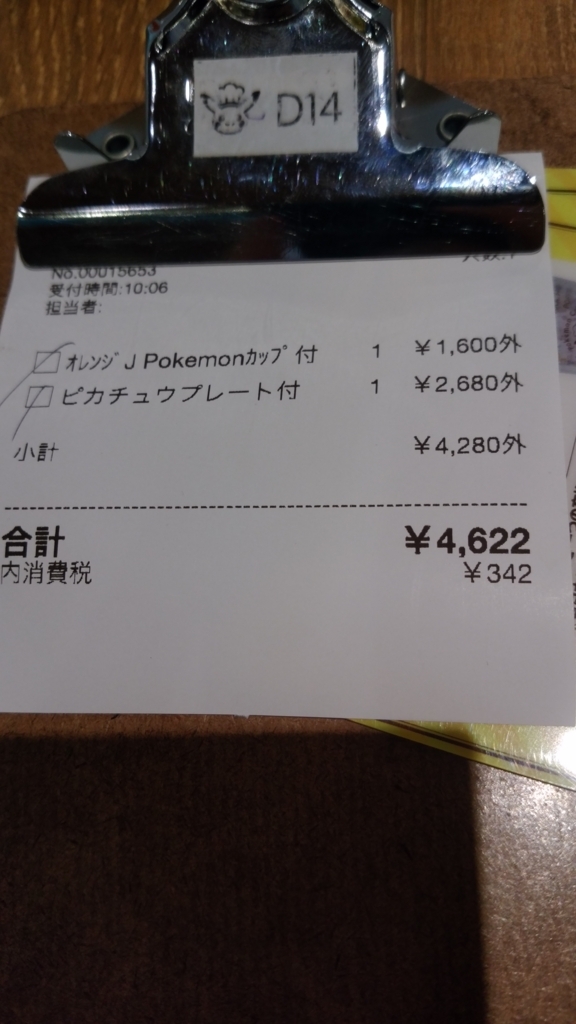 D14
No.00015653
受付時間:10:06
担当者:
オレンジ J Pokemonカップ 付 1 ¥1,600外
ピカチュウプレート付 1 ¥2,680外
小計 ¥4,280外
合計 ¥4,622
内消費税 ¥342